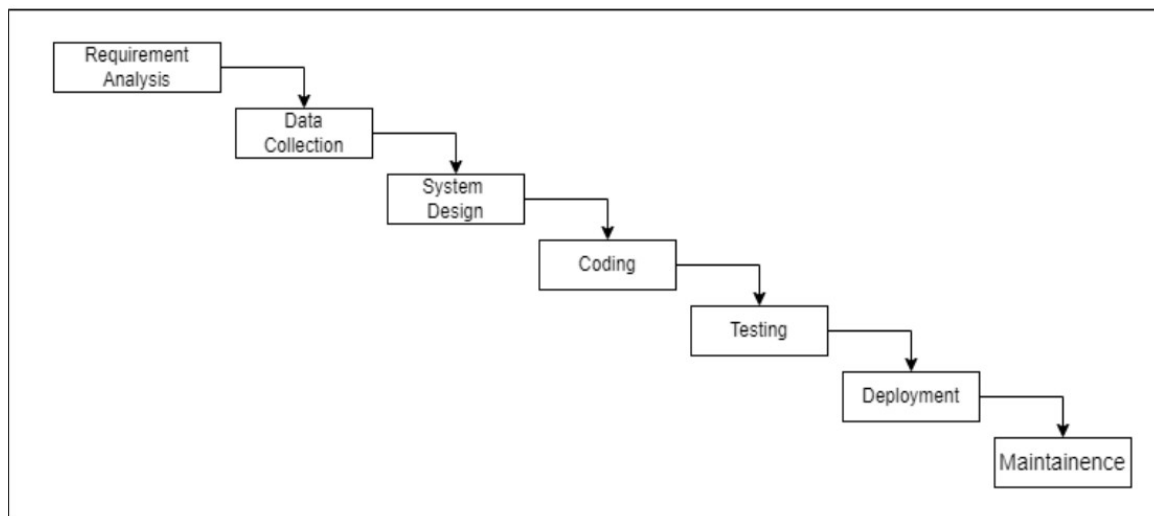 Requirement
Analysis
Data
Collection
System
Design
Coding
Testing
Deployment
Maintainence